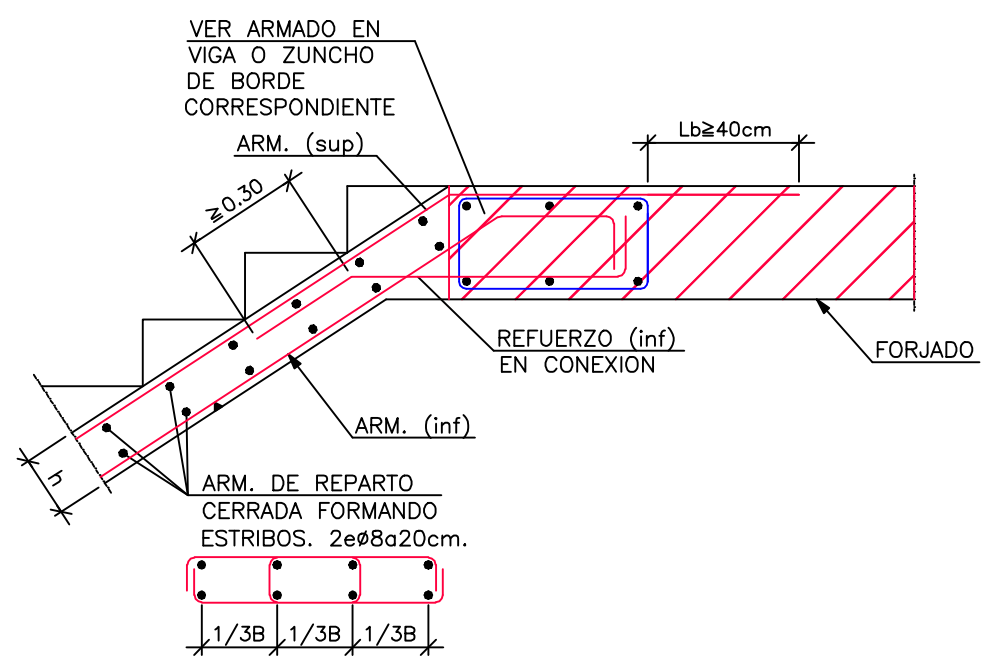 VER ARMADO EN
VIGA O ZUNCHO
DE BORDE
CORRESPONDIENTE
ARM. (sup)
Lb≧40cm
≧0.30
REFUERZO (inf)
EN CONEXION
FORJADO
ARM. (inf)
h
ARM. DE REPARTO
CERRADA FORMANDO
ESTRIBOS. 2eø8a20cm.
1/3B 1/3B 1/3B